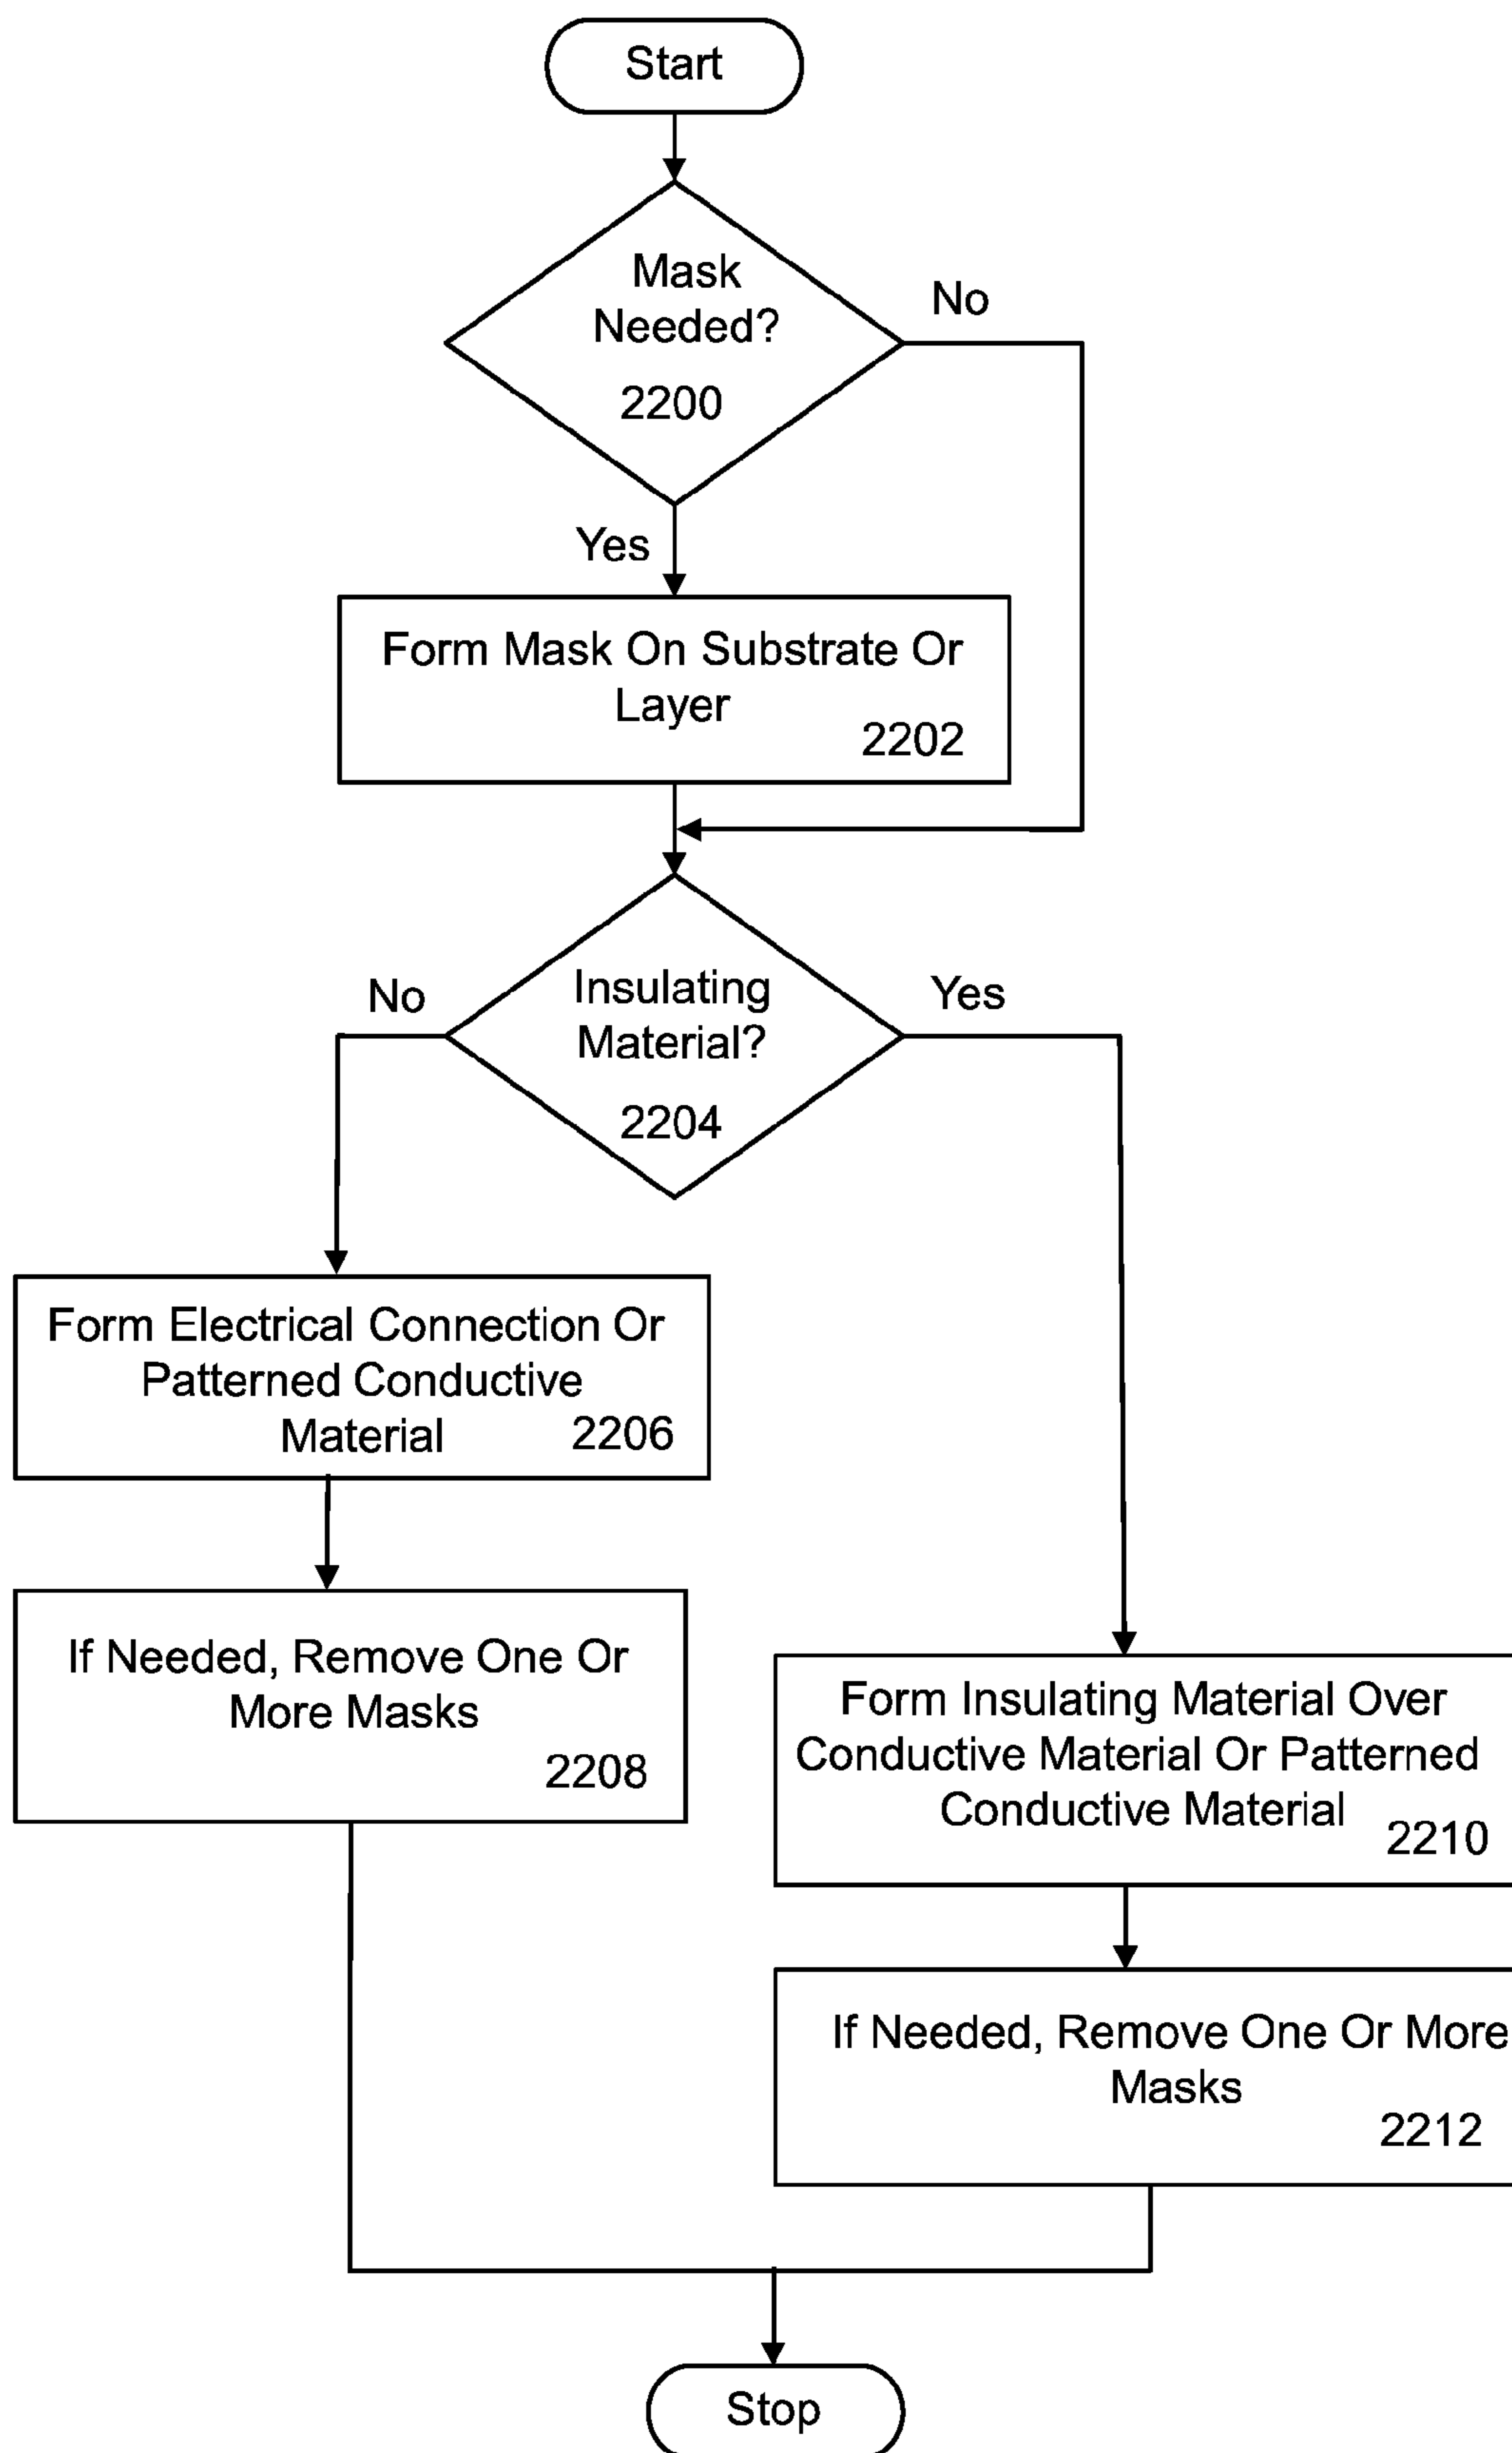 Start
Mask
Needed?
2200
No
Yes
Form Mask On Substrate Or
Layer
2202
Insulating
Material?
2204
No
Yes
Form Electrical Connection Or
Patterned Conductive
Material
2206
If Needed, Remove One Or
More Masks
2208
Form Insulating Material Over
Conductive Material Or Patterned
Conductive Material
2210
If Needed, Remove One Or More
Masks
2212
Stop